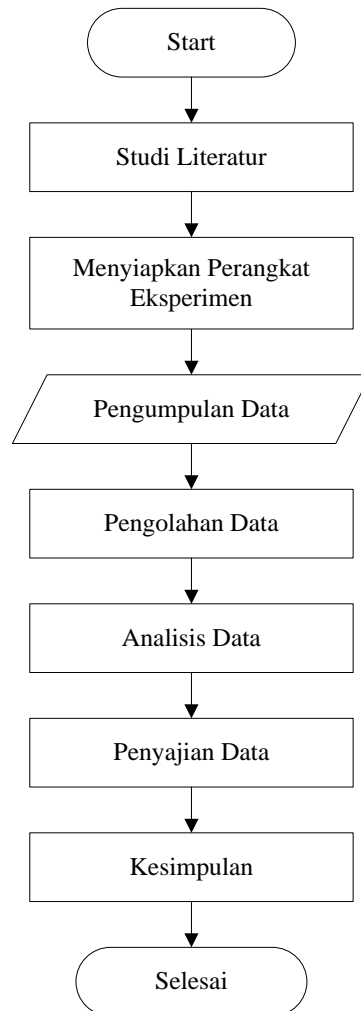 Start
Studi Literatur
Menyiapkan Perangkat
Eksperimen
Pengumpulan Data
Pengolahan Data
Analisis Data
Penyajian Data
Kesimpulan
Selesai